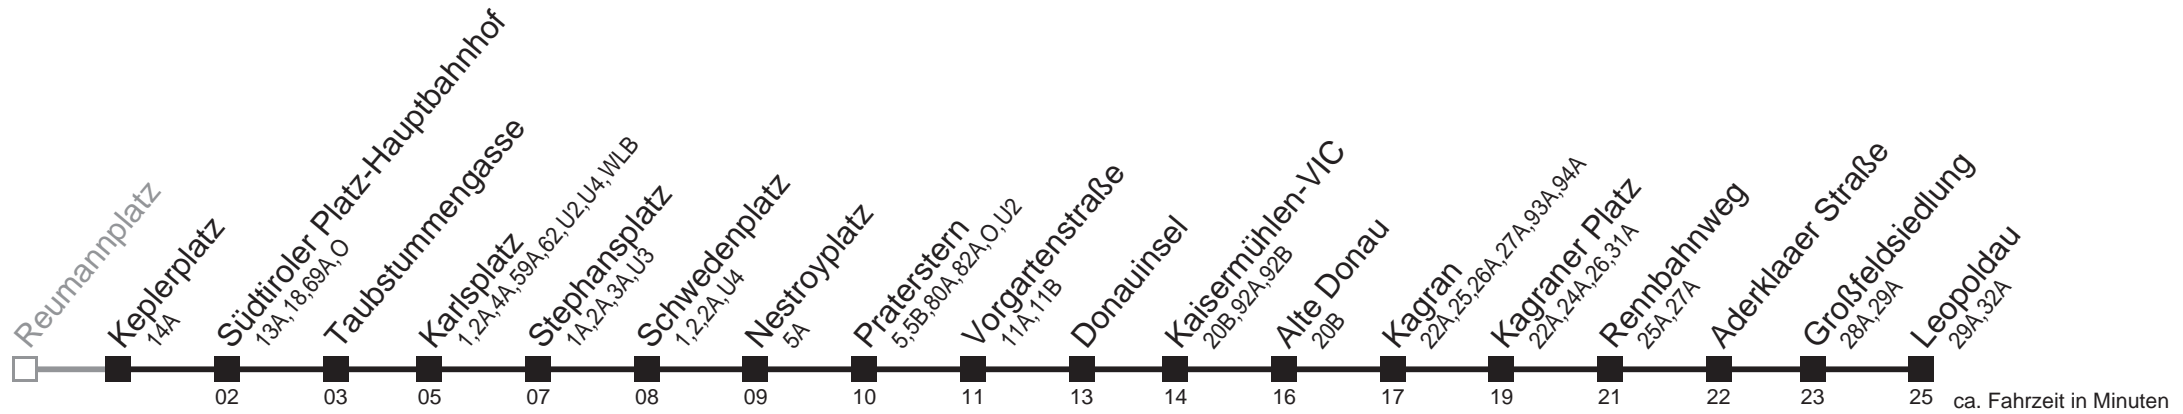 Reumannplatz
Keplerplatz
14A
Südtiroler Platz-Hauptbahnhof
13A,18,69A,O
Taubstummengasse
Karlsplatz
1,2A,4A,59A,62,U2,U4,WLB
Stephansplatz
1A,2A,3A,U3
Schwedenplatz
1,2,2A,U4
Nestroyplatz
5A
Praterstern
5,5B,80A,82A,O,U2
Vorgartenstraße
11A,11B
Donauinsel
Kaisermühlen-VIC
20B,92A,92B
Alte Donau
20B
Kagran
22A,25,26A,27A,93A,94A
Kagraner Platz
22A,24A,26,31A
Rennbahnweg
25A,27A
Aderklaaer Straße
Großfeldsiedlung
28A,29A
Leopoldau
29A,32A
02 03 05 07 08 09 10 11 13 14 16 17 19 21 22 23 25 ca. Fahrzeit in Minuten